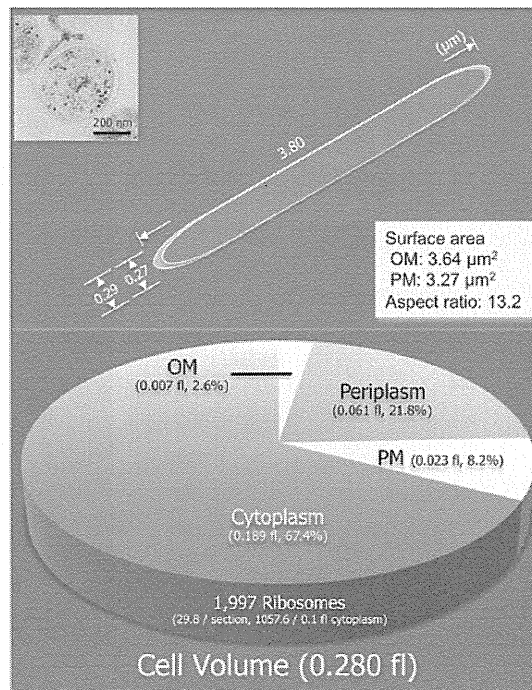 200 nm
(μm)
3.80
0.29
0.27
Surface area
OM: 3.64 μm²
PM: 3.27 μm²
Aspect ratio: 13.2
OM
(0.007 fl, 2.6%)
Periplasm
(0.061 fl, 21.8%)
PM (0.023 fl, 8.2%)
Cytoplasm
(0.189 fl, 67.4%)
1,997 Ribosomes
(29.8 / section, 1057.6 / 0.1 fl cytoplasm)
Cell Volume (0.280 fl)